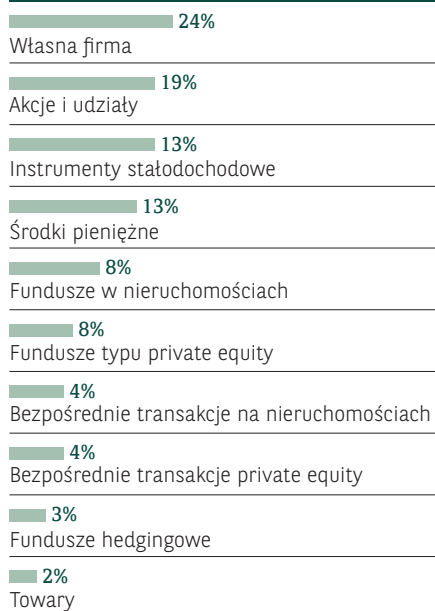 24%
Własna firma
19%
Akcje i udziały
13%
Instrumenty stałodochodowe
13%
Środki pieniężne
8%
Fundusze w nieruchomościach
8%
Fundusze typu private equity
4%
Bezpośrednie transakcje na nieruchomościach
4%
Bezpośrednie transakcje private equity
3%
Fundusze hedgingowe
2%
Towary